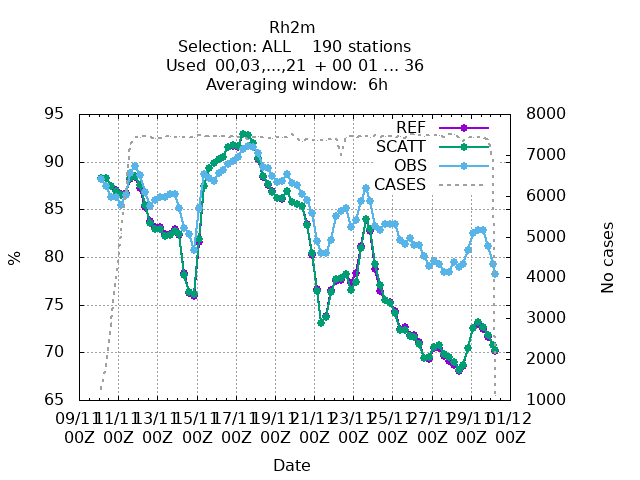 Rh2m
Selection: ALL    190 stations
Used  00,03,...,21  + 00 01 ... 36
Averaging window:  6h
REF
SCATT
OBS
CASES
95
90
85
80
75
70
65
%
8000
7000
6000
5000
4000
3000
2000
1000
No cases
09/11 11/11 13/11 15/11 17/11 19/11 21/11 23/11 25/11 27/11 29/11 01/12
00Z 00Z 00Z 00Z 00Z 00Z 00Z 00Z 00Z 00Z 00Z 00Z
Date